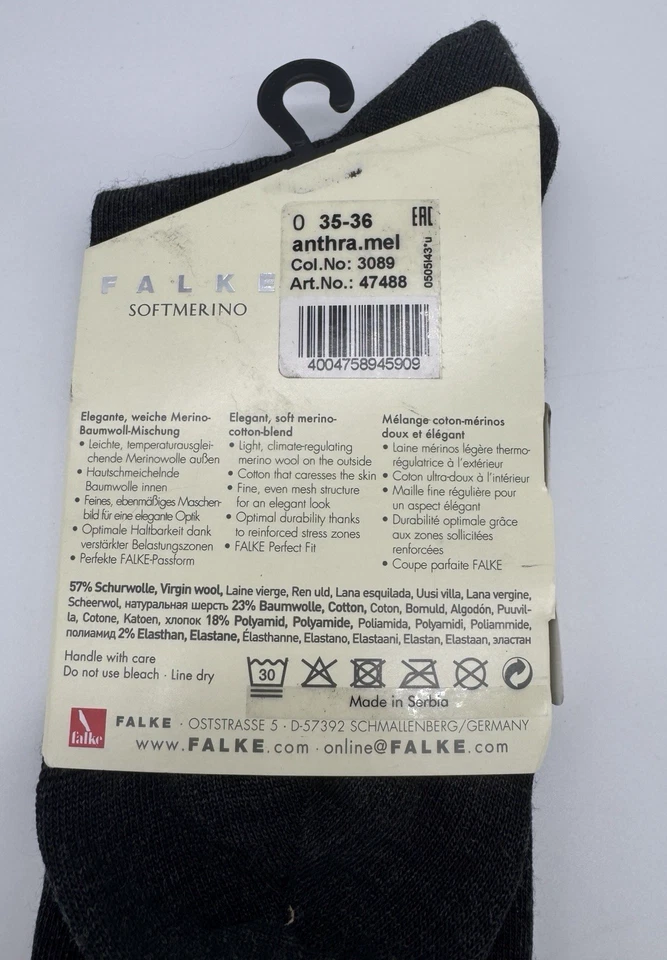 0 35-36
EAC
anthra.mel
Col.No: 3089
Art.No.: 47488
0505I43*u
4004758945909
FALKE
SOFTMERINO
Elegante, weiche Merino-
Baumwoll-Mischung
• Leichte, temperaturausglei-
chende Merinowolle außen
• Hautschmeichelnde
Baumwolle innen
• Feines, ebenmäßiges Maschen-
bild für eine elegante Optik
• Optimale Haltbarkeit dank
verstärkter Belastungszonen
• Perfekte FALKE-Passform
Elegant, soft merino-
cotton-blend
• Light, climate-regulating
merino wool on the outside
• Cotton that caresses the skin
• Fine, even mesh structure
for an elegant look
• Optimal durability thanks
to reinforced stress zones
• FALKE Perfect Fit
Mélange coton-mérinos
doux et élégant
• Laine mérinos légère thermo-
régulatrice à l'extérieur
• Coton ultra-doux à l'intérieur
• Maille fine régulière pour
un aspect élégant
• Durabilité optimale grâce
aux zones sollicitées
renforcées
• Coupe parfaite FALKE
57% Schurwolle, Virgin wool, Laine vierge, Ren uld, Lana esquilada, Uusi villa, Lana vergine,
Scheerwol, натуральная шерсть 23% Baumwolle, Cotton, Coton, Bomuld, Algodón, Puuvil-
la, Cotone, Katoen, хлопок 18% Polyamid, Polyamide, Poliamida, Polyamidi, Poliammide,
полиамид 2% Elasthan, Elastane, Élasthanne, Elastano, Elastaani, Elastan, Elastaan, эластан
Handle with care
Do not use bleach · Line dry
30
Made in Serbia
falke
FALKE · OSTSTRASSE 5 · D-57392 SCHMALLENBERG/GERMANY
www.FALKE.com · online@FALKE.com